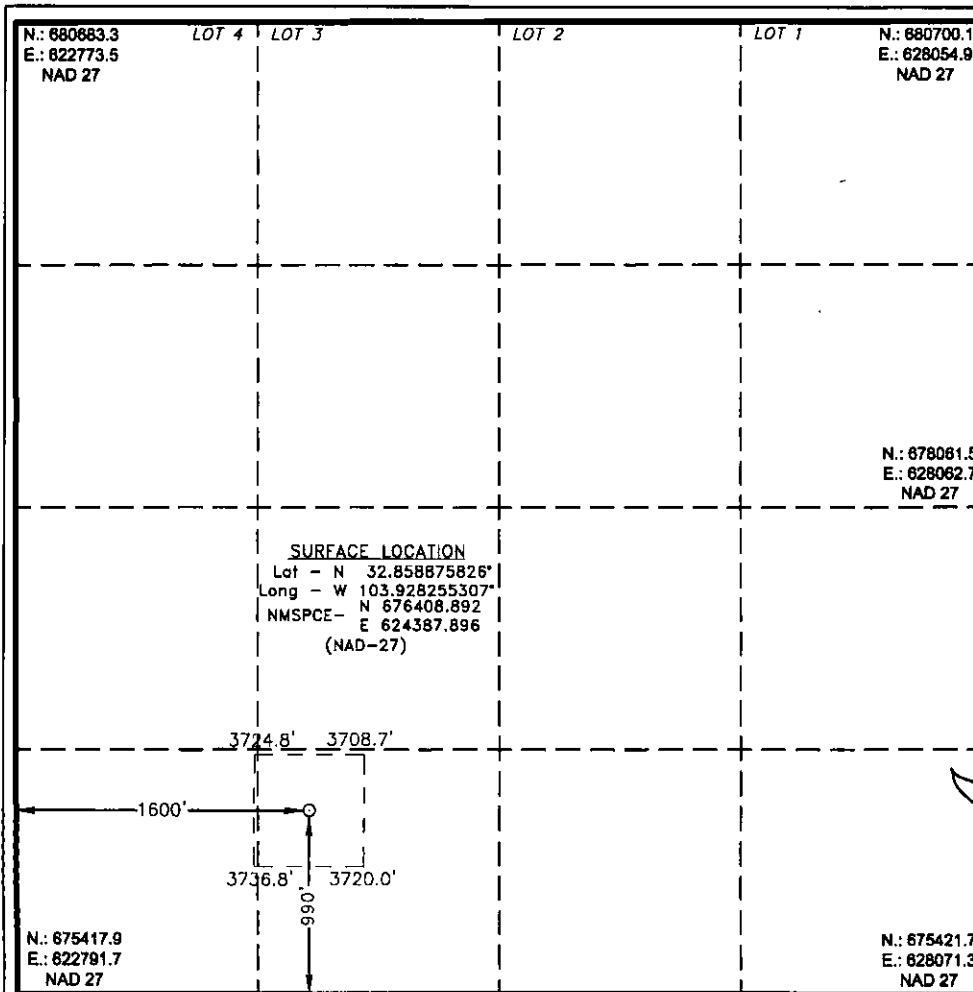 N.: 680683.3
E.: 622773.5
NAD 27
LOT 4
LOT 3
LOT 2
LOT 1
N.: 680700.1
E.: 628054.9
NAD 27
N.: 678061.5
E.: 628062.7
NAD 27
SURFACE LOCATION
Lat - N 32.858875826°
Long - W 103.928255307°
NMSPCE- N 676408.892
E 624387.896
(NAD-27)
3724.8' 3708.7'
1600'
3736.8' 3720.0'
990'
N.: 675417.9
E.: 622791.7
NAD 27
N.: 675421.7
E.: 628071.3
NAD 27